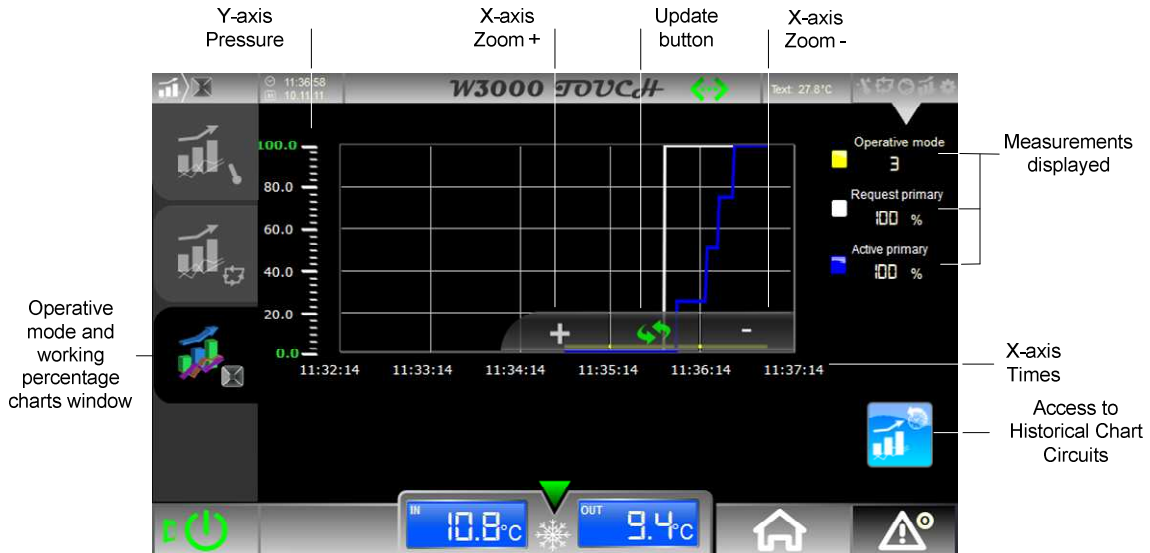 Y-axis
Pressure
X-axis
Zoom +
Update
button
X-axis
Zoom -
11:36:58
10.11.11
W3000 TOUCH
Text: 27.8°C
100.0
80.0
60.0
40.0
20.0
0.0
+
-
11:32:14 11:33:14 11:34:14 11:35:14 11:36:14 11:37:14
Operative mode
3
Request primary
100 %
Active primary
100 %
Measurements
displayed
Operative
mode and
working
percentage
charts window
X-axis
Times
Access to
Historical Chart
Circuits
IN
10.8°C
OUT
9.4°C